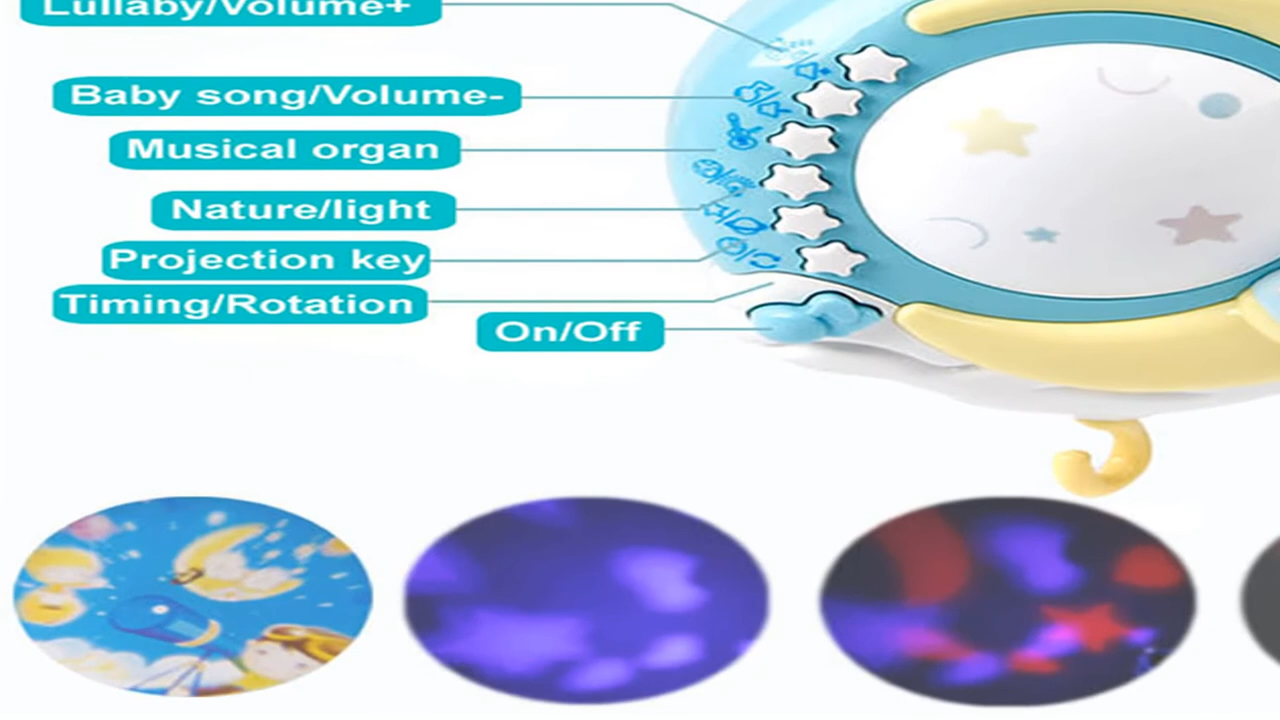 Lullaby/Volume+
Baby song/Volume-
Musical organ
Nature/light
Projection key
Timing/Rotation
On/Off